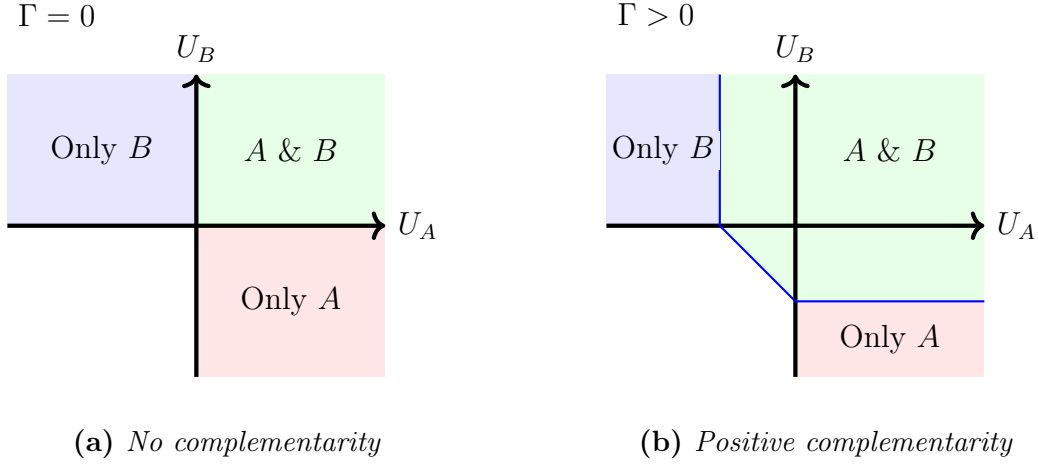 Γ = 0
U_B
Only B
A & B
U_A
Only A
(a) No complementarity
Γ > 0
U_B
Only B
A & B
U_A
Only A
(b) Positive complementarity